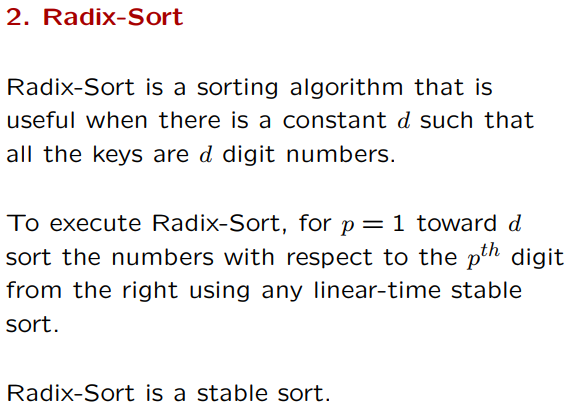 2. Radix-Sort
Radix-Sort is a sorting algorithm that is
useful when there is a constant d such that
all the keys are d digit numbers.
To execute Radix-Sort, for p = 1 toward d
sort the numbers with respect to the pth digit
from the right using any linear-time stable
sort.
Radix-Sort is a stable sort.